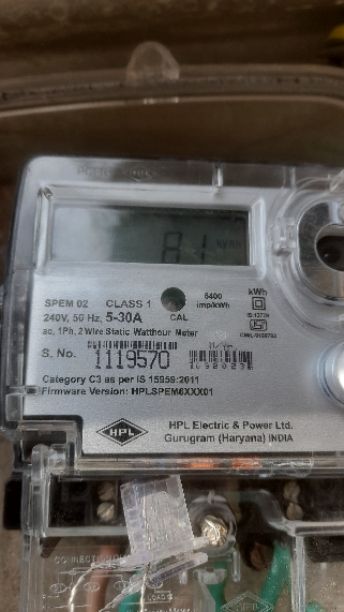 81
SPEM 02 CLASS 1
240V, 50 Hz, 5-30A
CAL
6400
imp/kWh
kWh
ac, 1Ph, 2 Wire Static Watthour Meter
S. No. 1119570
Category C3 as per IS 15959:2011
Firmware Version: HPLSPEM6XXX01
HPL
HPL Electric & Power Ltd.
Gurugram (Haryana) INDIA
HPL